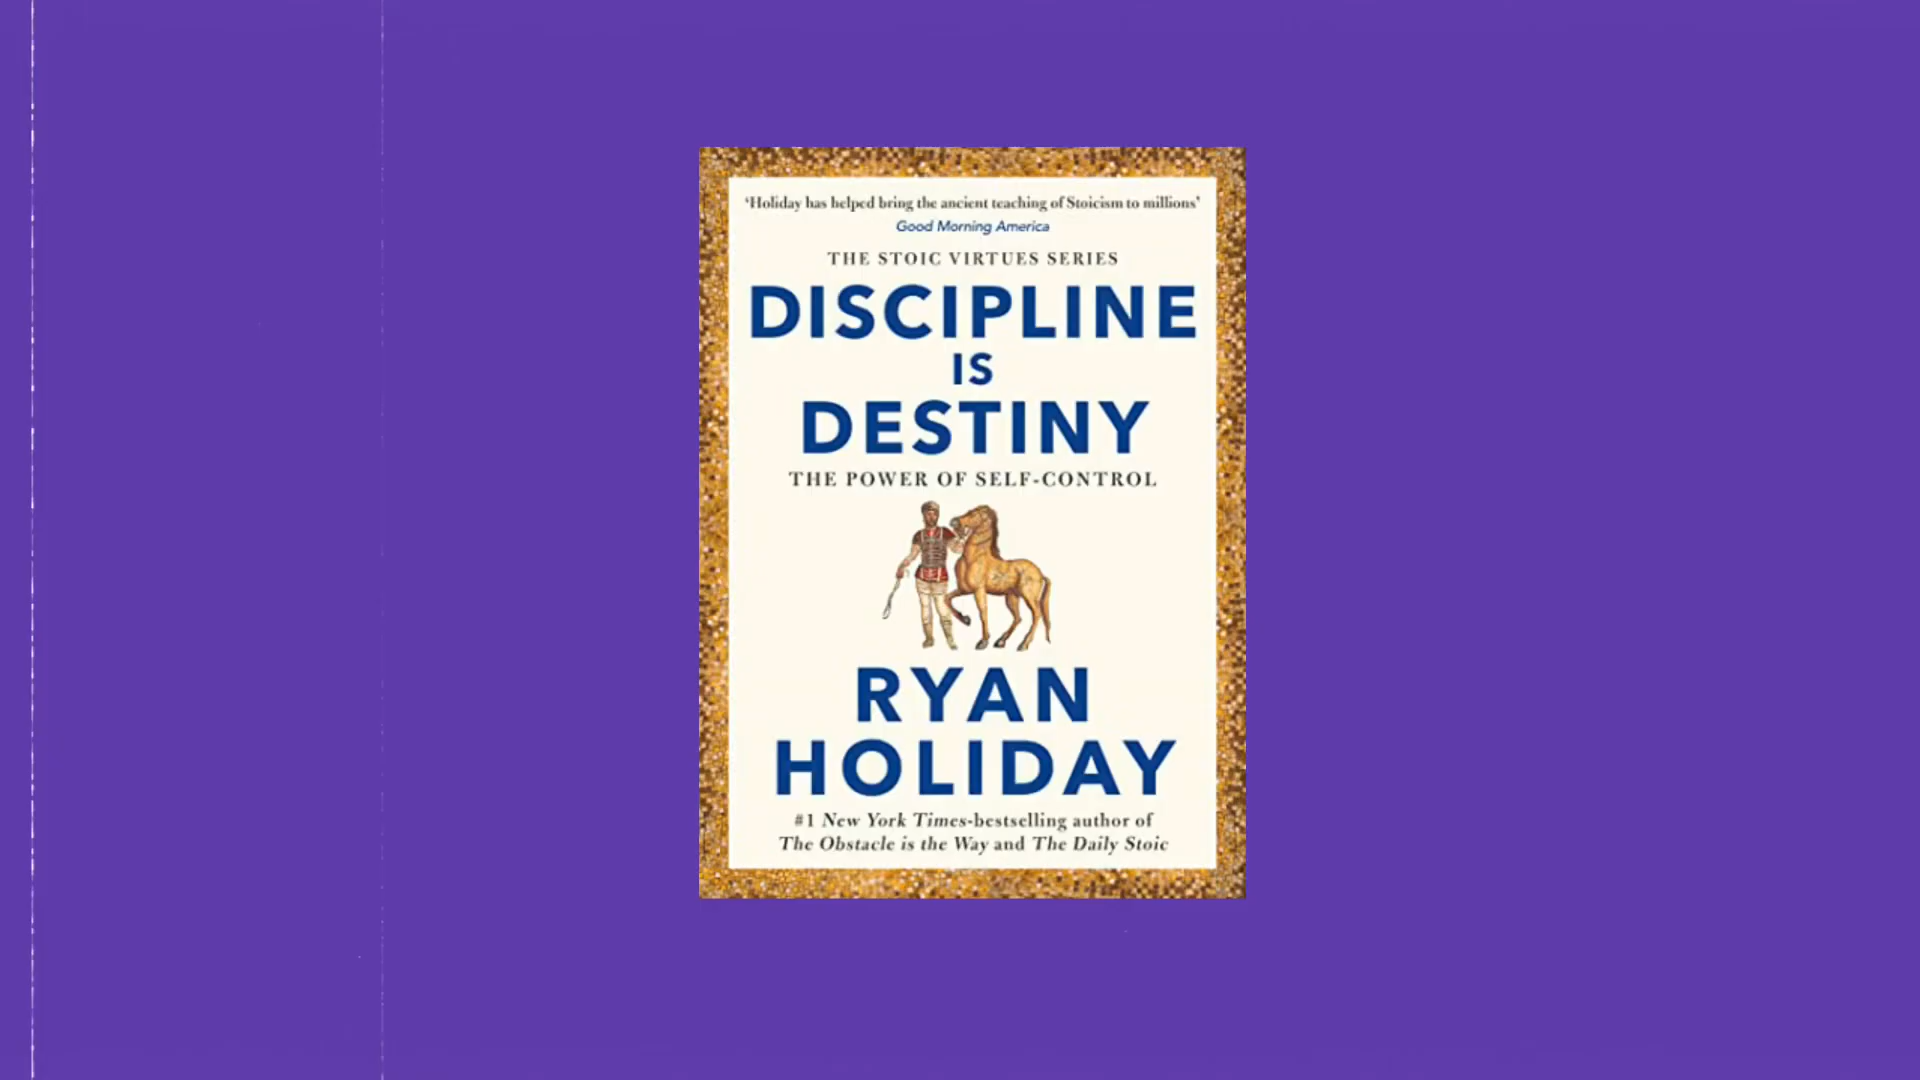 ‘Holiday has helped bring the ancient teaching of Stoicism to millions’
Good Morning America
THE STOIC VIRTUES SERIES
DISCIPLINE
IS
DESTINY
THE POWER OF SELF-CONTROL
RYAN
HOLIDAY
#1 New York Times-bestselling author of
The Obstacle is the Way and The Daily Stoic